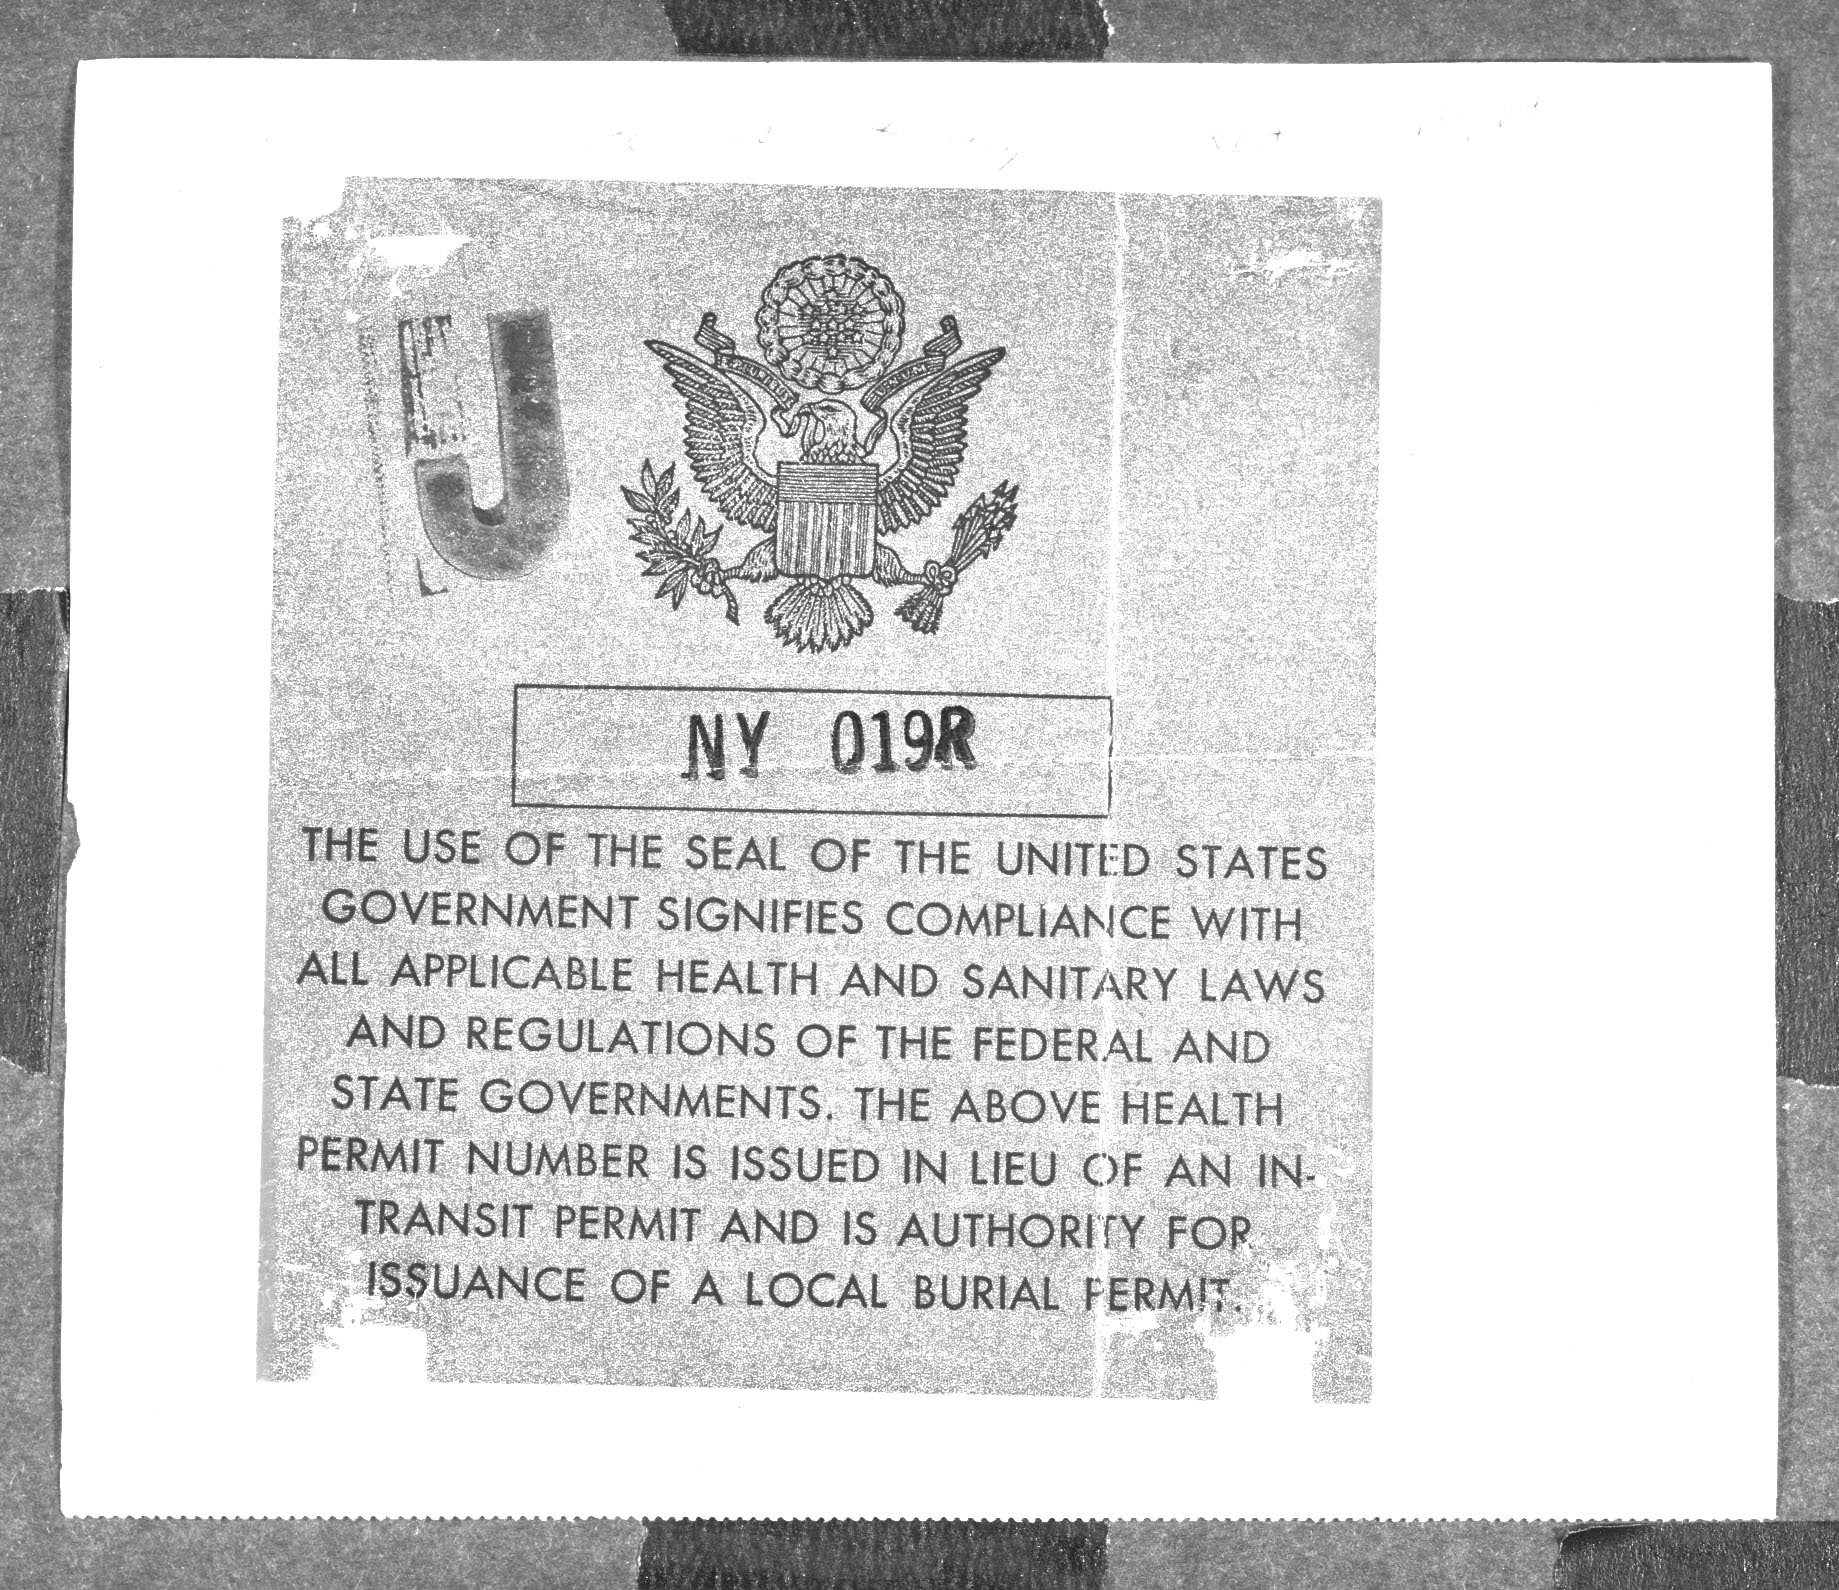 J
NY 019R
THE USE OF THE SEAL OF THE UNITED STATES
GOVERNMENT SIGNIFIES COMPLIANCE WITH
ALL APPLICABLE HEALTH AND SANITARY LAWS
AND REGULATIONS OF THE FEDERAL AND
STATE GOVERNMENTS. THE ABOVE HEALTH
PERMIT NUMBER IS ISSUED IN LIEU OF AN IN-
TRANSIT PERMIT AND IS AUTHORITY FOR
ISSUANCE OF A LOCAL BURIAL PERMIT.